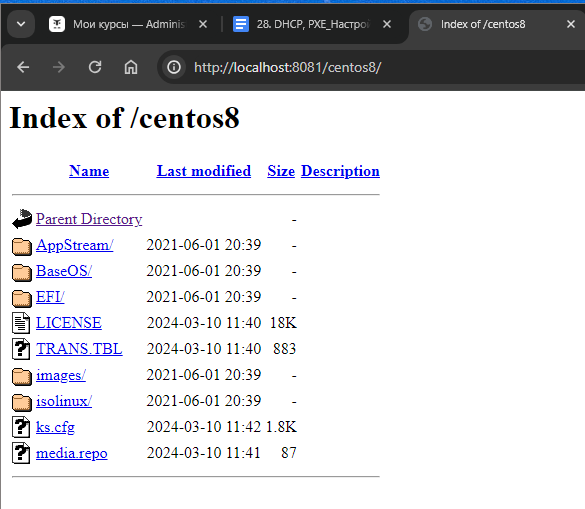 Мои курсы — Adminis
28. DHCP, PXE_Настрой
Index of /centos8
http://localhost:8081/centos8/
Index of /centos8
Name Last modified Size Description
Parent Directory -
AppStream/ 2021-06-01 20:39 -
BaseOS/ 2021-06-01 20:39 -
EFI/ 2021-06-01 20:39 -
LICENSE 2024-03-10 11:40 18K
TRANS.TBL 2024-03-10 11:40 883
images/ 2021-06-01 20:39 -
isolinux/ 2021-06-01 20:39 -
ks.cfg 2024-03-10 11:42 1.8K
media.repo 2024-03-10 11:41 87